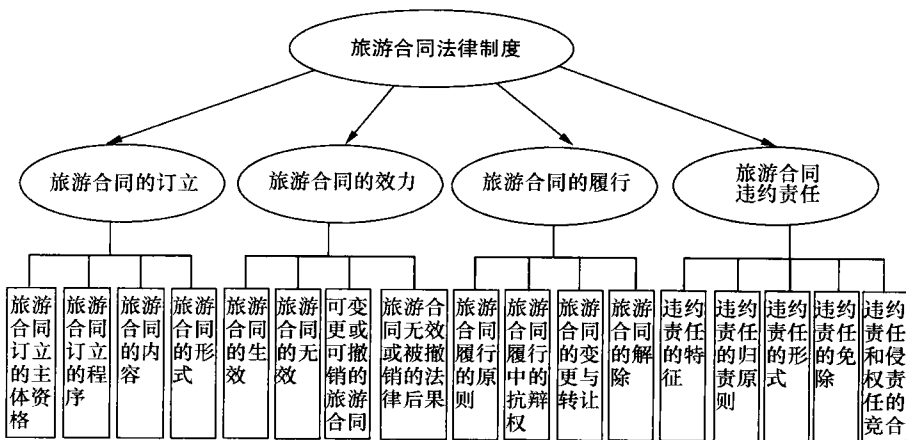 旅游合同法律制度
旅游合同的订立
旅游合同的效力
旅游合同的履行
旅游合同
违约责任
旅游合同订立的主体资格
旅游合同订立的程序
旅游合同的内容
旅游合同的形式
旅游合同的生效
旅游合同的无效
可变更或可撤销的旅游合同
旅游合同无效或被撤销的法律后果
旅游合同履行的原则
旅游合同履行中的抗辩权
旅游合同的变更与转让
旅游合同的解除
违约责任的特征
违约责任的归责原则
违约责任的形式
违约责任的免除
违约责任和侵权责任的竞合